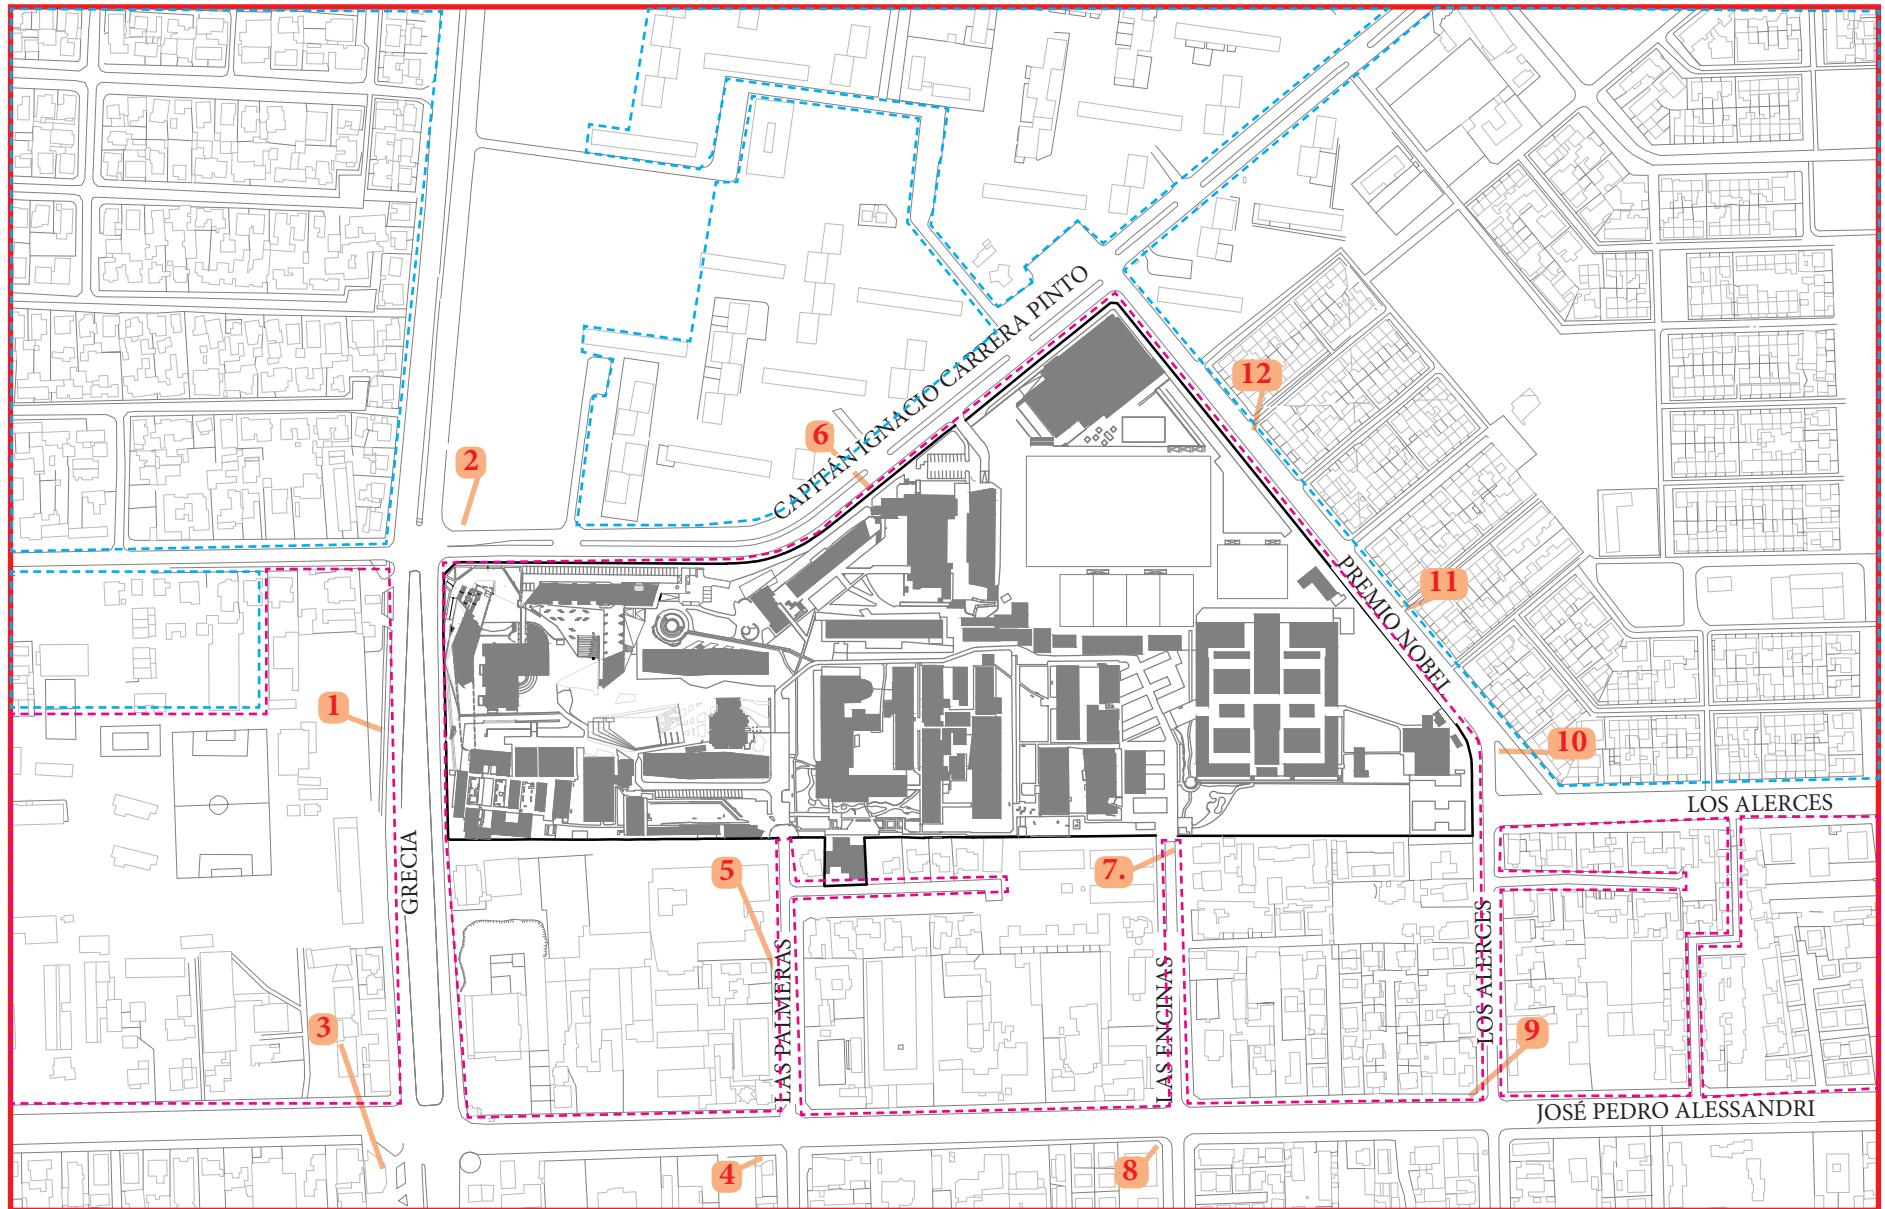 CAPITÁN IGNACIO CARRERA PINTO
12
6
2
PREMIO NOBEL
11
1
10
LOS ALERCES
GRECIA
5
7.
LAS PALMERAS
LAS ENCINAS
LOS ALERCES
3
9
JOSÉ PEDRO ALESSANDRI
4
8